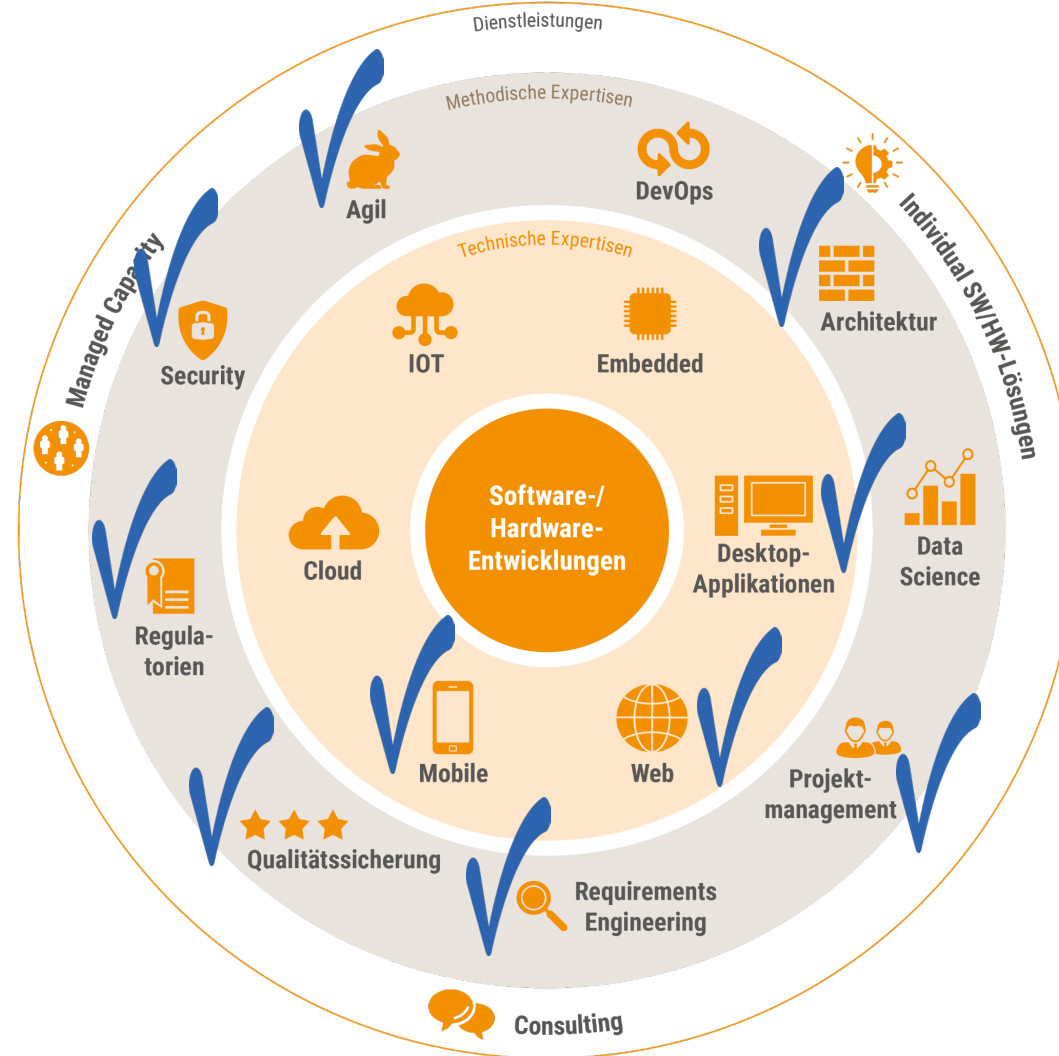 Dienstleistungen
Methodische Expertisen
Agil
DevOps
Managed Capacity
Individual SW/HW-Lösungen
Technische Expertisen
Security
IOT
Embedded
Architektur
Software-/
Hardware-
Entwicklungen
Cloud
Desktop-
Applikationen
Data
Science
Regula-
torien
Mobile
Web
Projekt-
management
Qualitätssicherung
Requirements
Engineering
Consulting